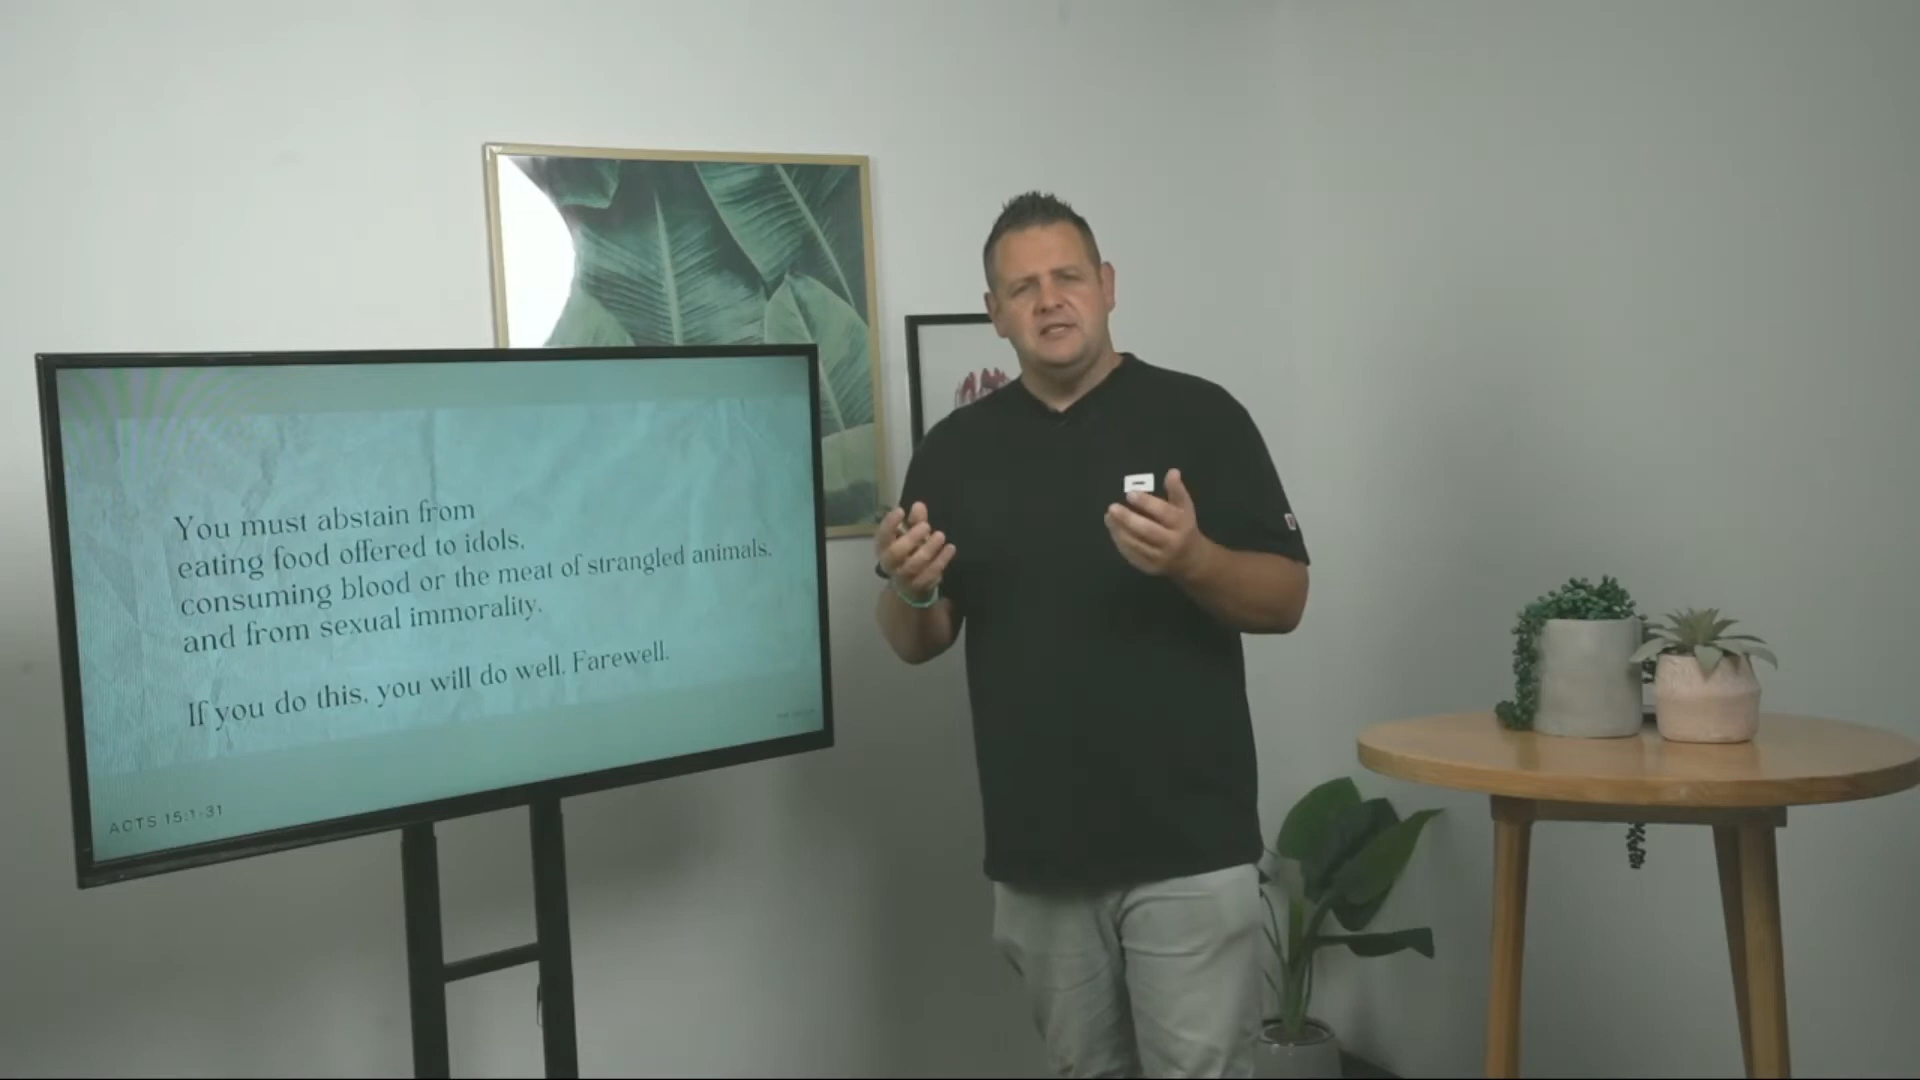 You must abstain from
eating food offered to idols,
consuming blood or the meat of strangled animals,
and from sexual immorality.
If you do this, you will do well. Farewell.
ACTS 15:1-31